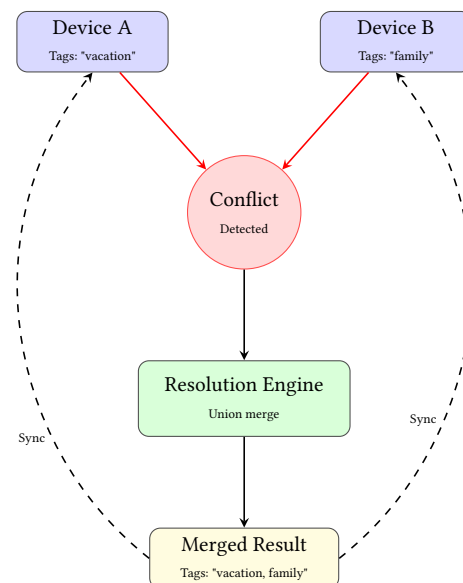 Device A
Tags: "vacation"
Device B
Tags: "family"
Conflict
Detected
Resolution Engine
Union merge
Sync
Sync
Merged Result
Tags: "vacation, family"